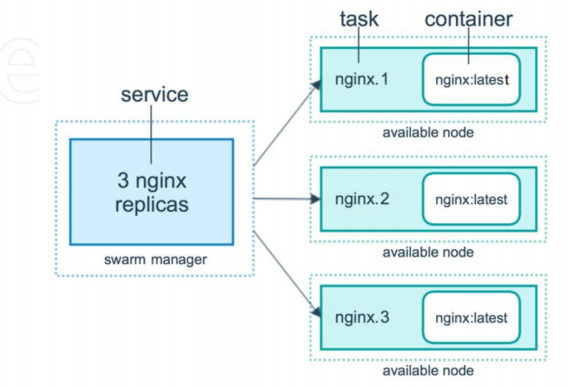 task
container
service
nginx.1
nginx:latest
available node
3 nginx
replicas
swarm manager
nginx.2
nginx:latest
available node
nginx.3
nginx:latest
available node